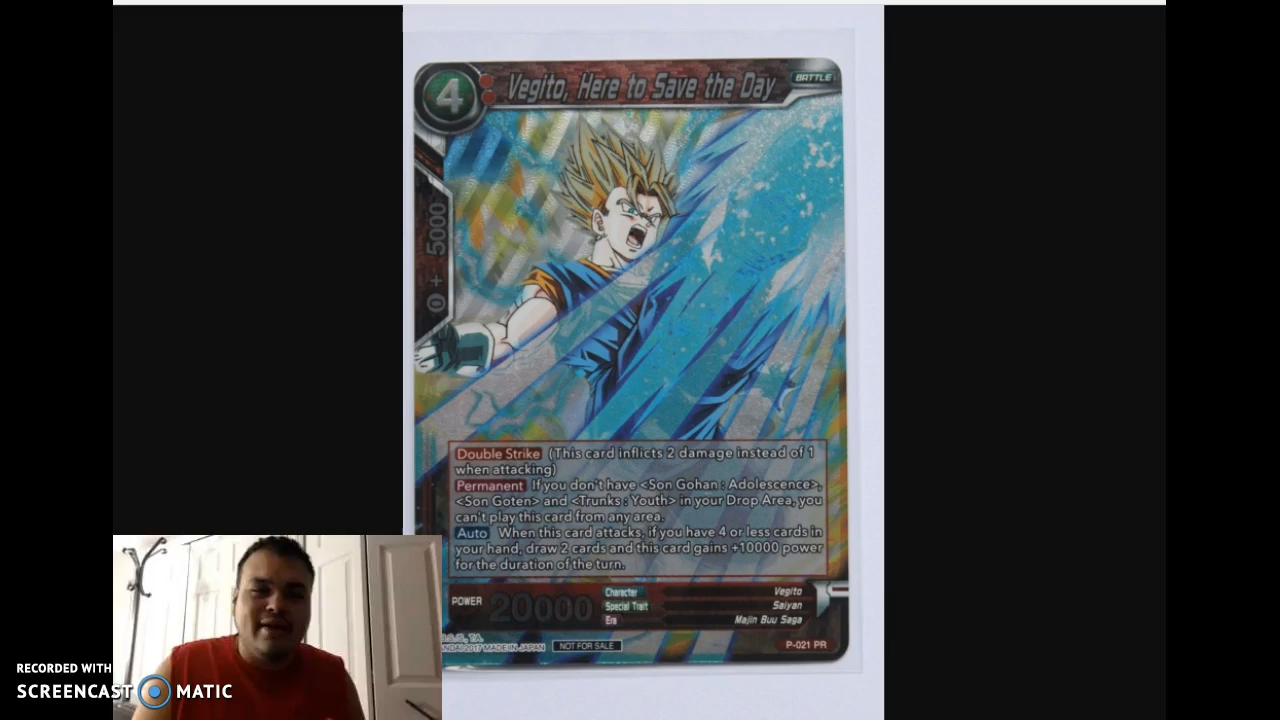 4
Vegito, Here to Save the Day
BATTLE
0 + 5000
Double Strike (This card inflicts 2 damage instead of 1
when attacking)
Permanent If you don't have <Son Gohan : Adolescence>,
<Son Goten> and <Trunks : Youth> in your Drop Area, you
can't play this card from any area.
Auto When this card attacks, if you have 4 or less cards in
your hand, draw 2 cards and this card gains +10000 power
for the duration of the turn.
POWER 20000
Character Vegito
Special Trait Saiyan
Era Majin Buu Saga
B.S./S., T.A.
NDAI 2017 MADE IN JAPAN NOT FOR SALE
P-021 PR
RECORDED WITH
SCREENCAST MATIC